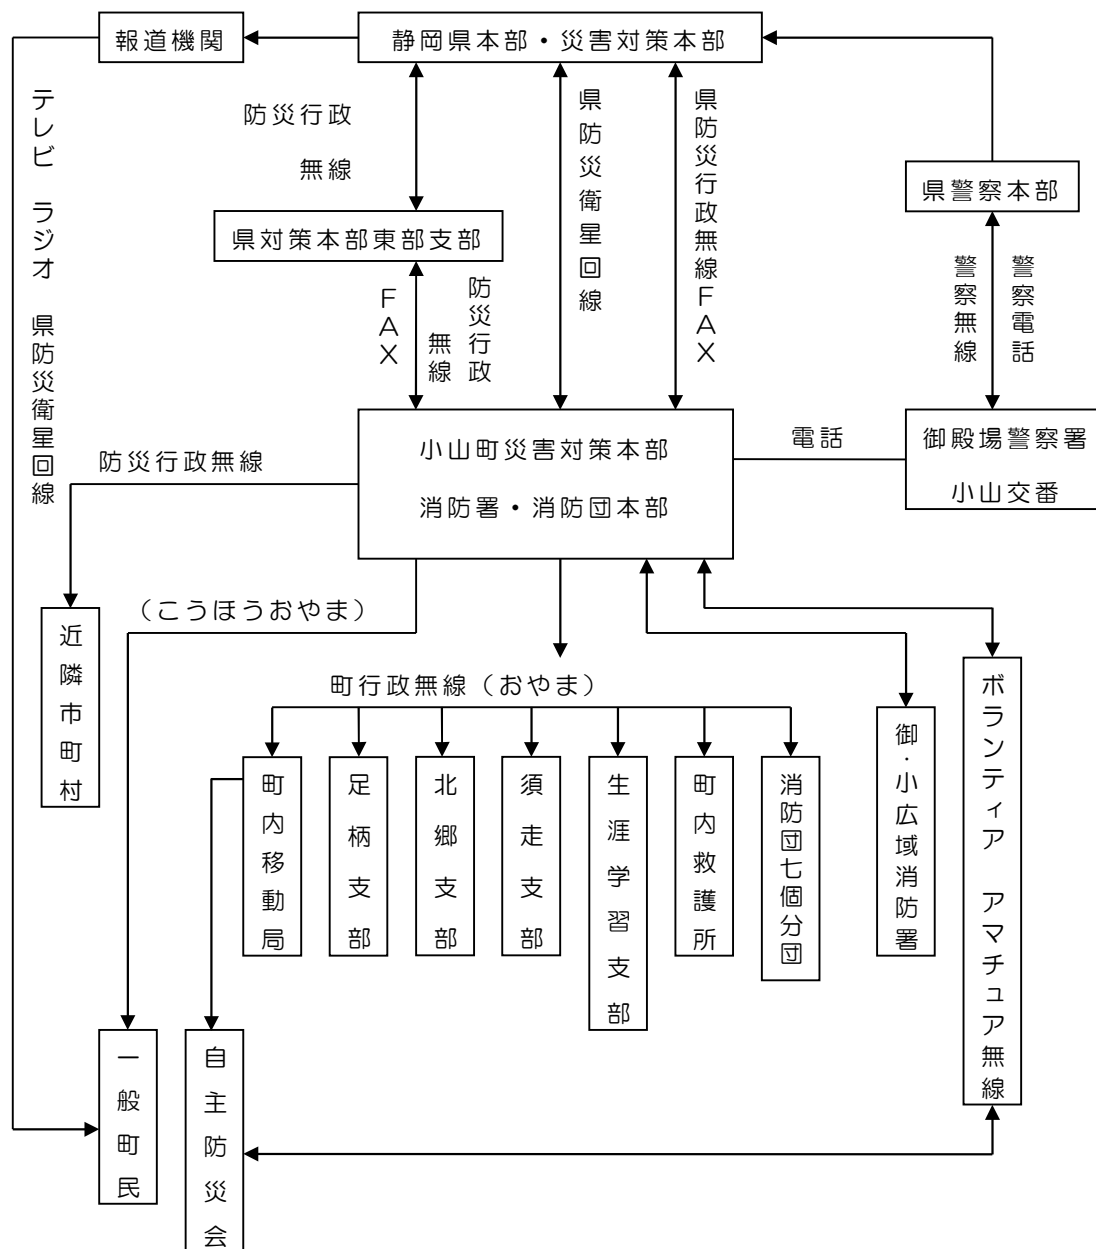 報道機関
静岡県本部・災害対策本部
テレビ　ラジオ　県防災衛星回線
防災行政
無線
県防災衛星回線
県防災行政無線ＦＡＸ
県警察本部
県対策本部東部支部
ＦＡＸ
防災行政
無線
警察無線
警察電話
小山町災害対策本部
消防署・消防団本部
電話
御殿場警察署
小山交番
防災行政無線
（こうほうおやま）
近隣市町村
町行政無線（おやま）
町内移動局
足柄支部
北郷支部
須走支部
生涯学習支部
町内救護所
消防団七個分団
御・小広域消防署
ボランティア　アマチュア無線
一般町民
自主防災会